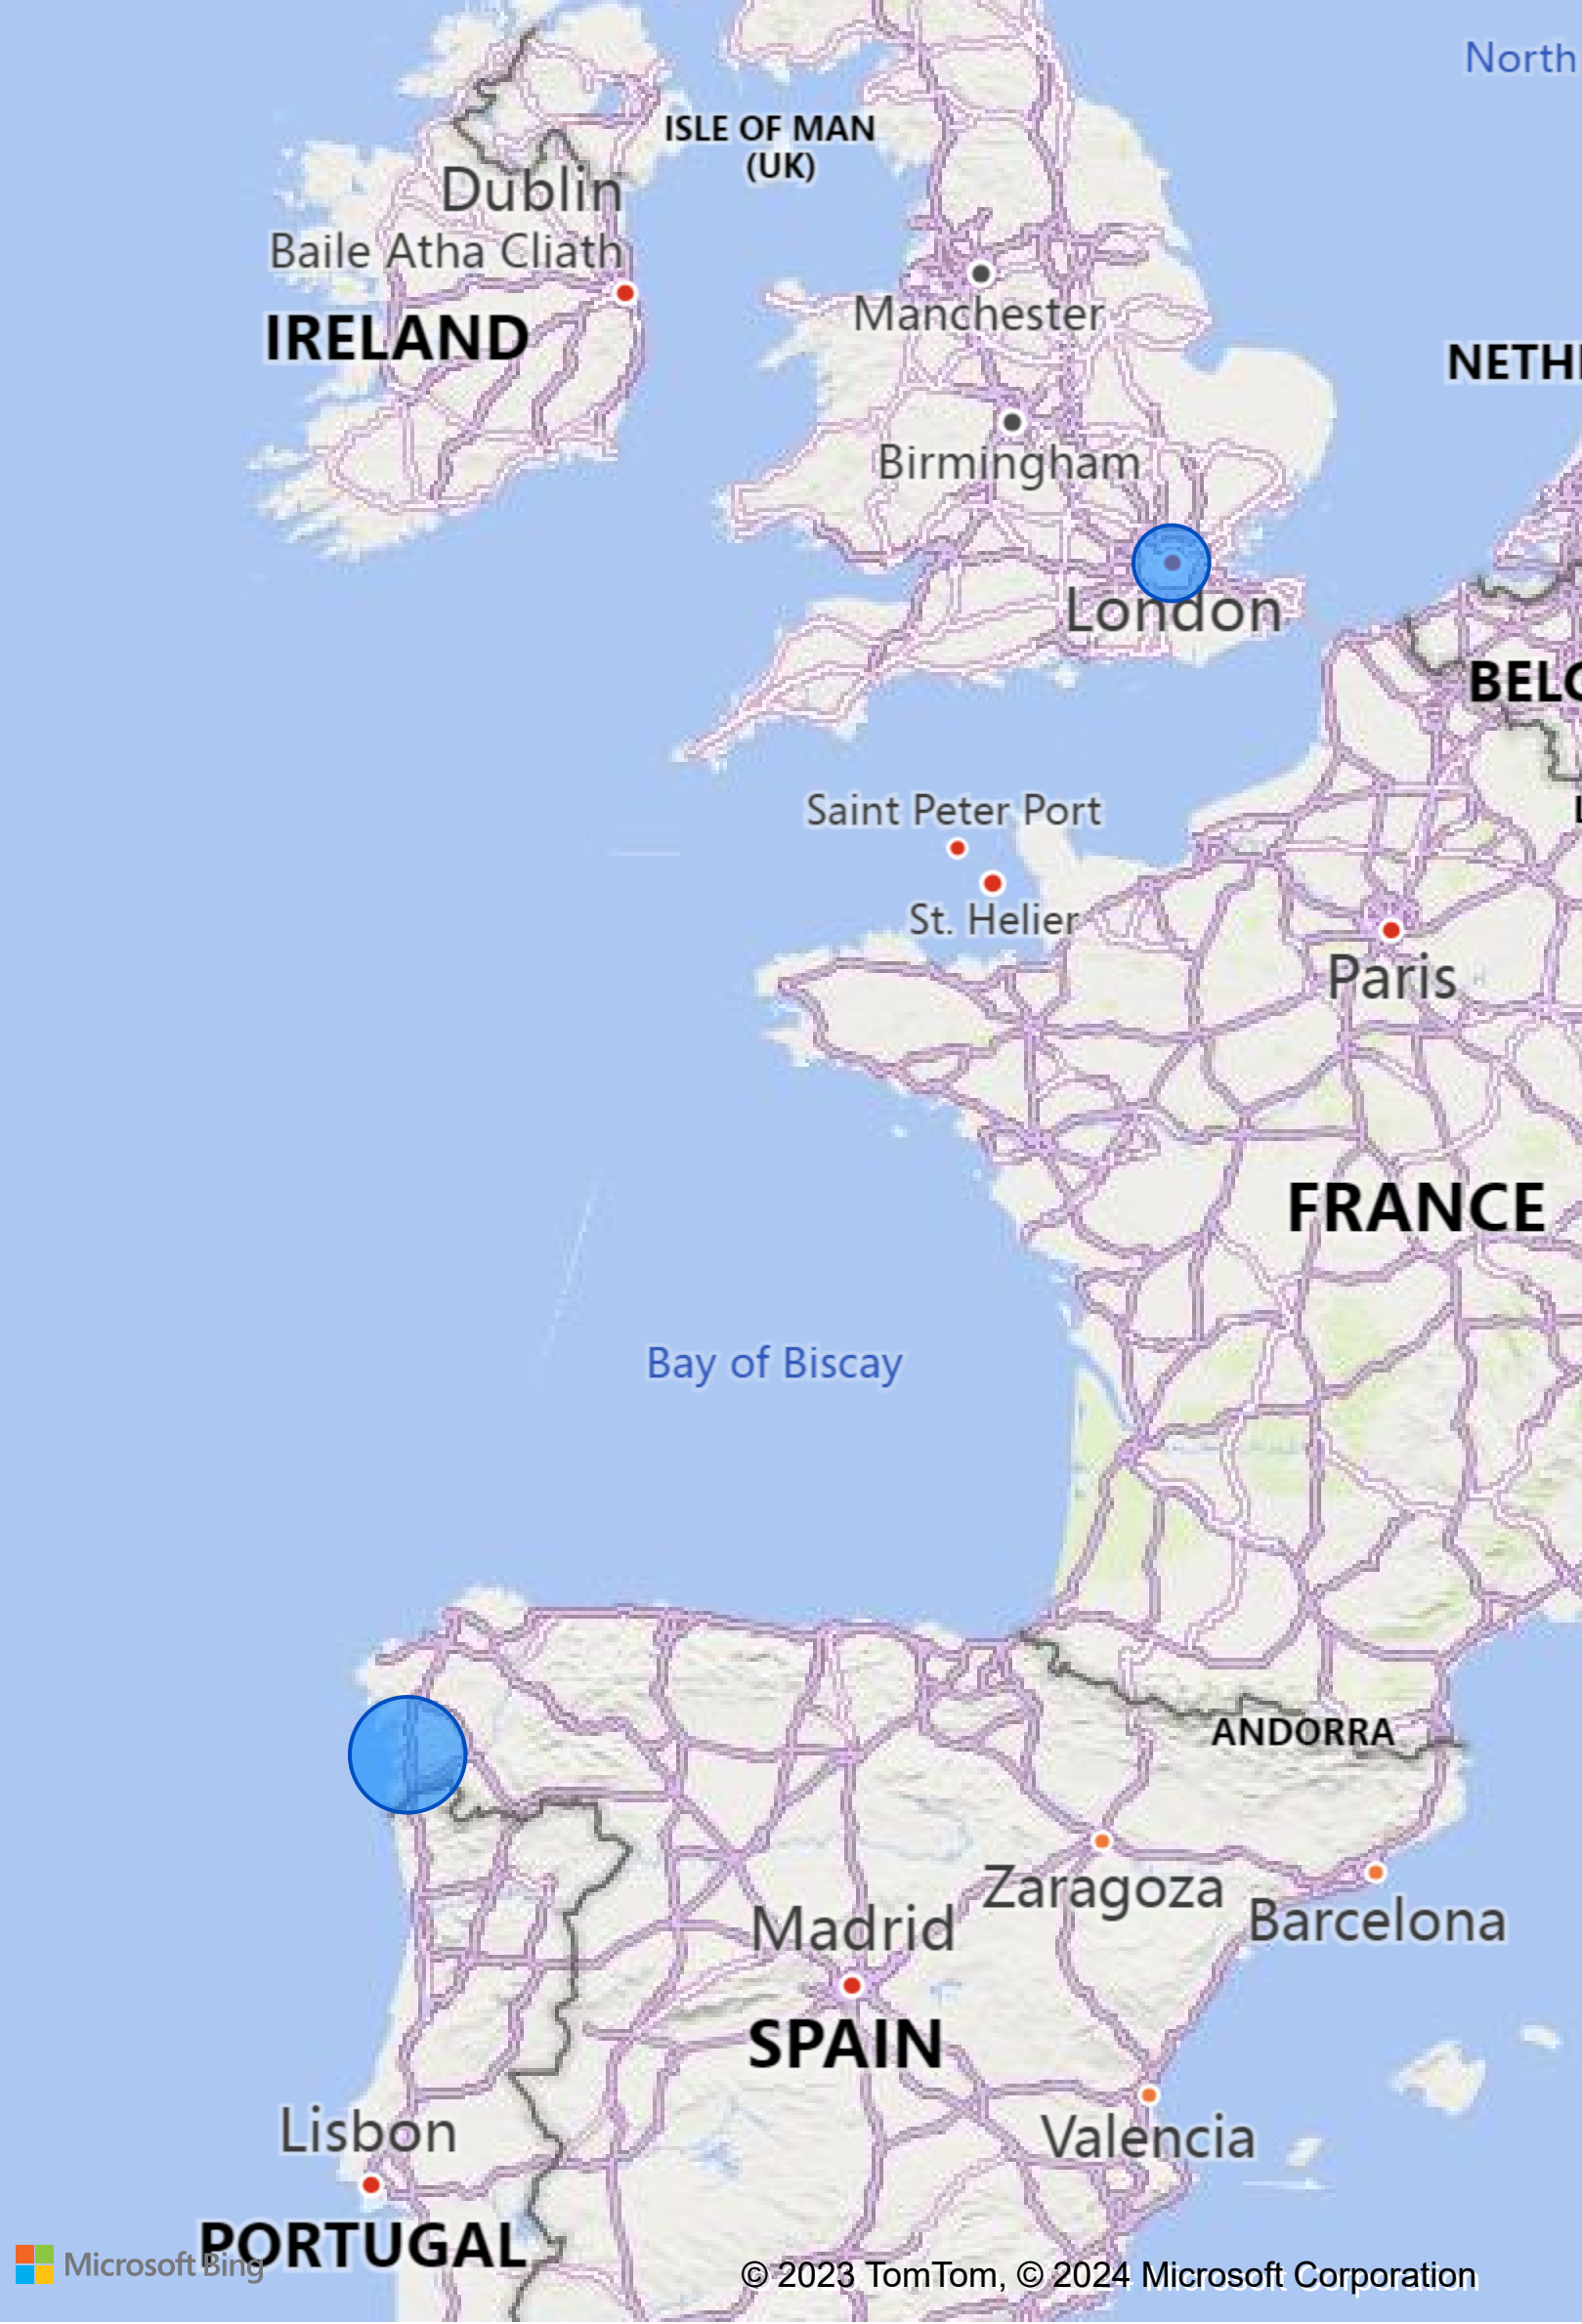 North
ISLE OF MAN
(UK)
Dublin
Baile Atha Cliath
Manchester
IRELAND
NETH
Birmingham
London
BELG
Saint Peter Port
St. Helier
Paris
FRANCE
Bay of Biscay
ANDORRA
Zaragoza
Barcelona
Madrid
SPAIN
Lisbon
Valencia
PORTUGAL
Microsoft Bing
© 2023 TomTom, © 2024 Microsoft Corporation